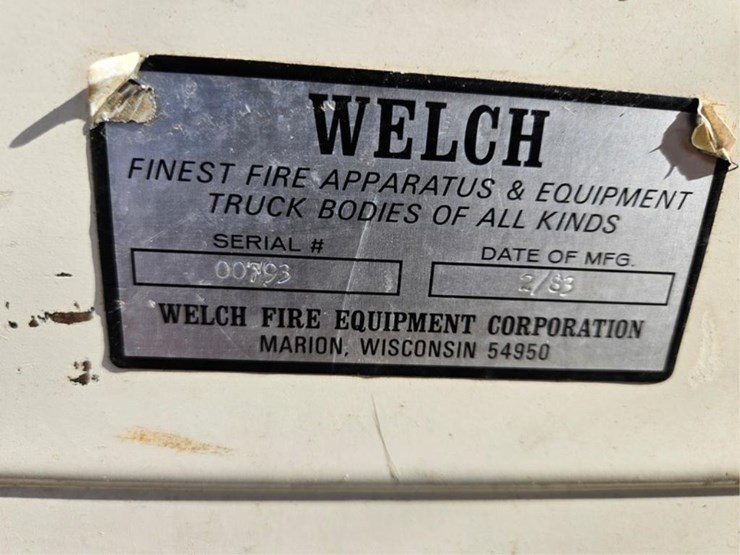 WELCH
FINEST FIRE APPARATUS & EQUIPMENT
TRUCK BODIES OF ALL KINDS
SERIAL #
DATE OF MFG.
00793
2/83
WELCH FIRE EQUIPMENT CORPORATION
MARION, WISCONSIN 54950